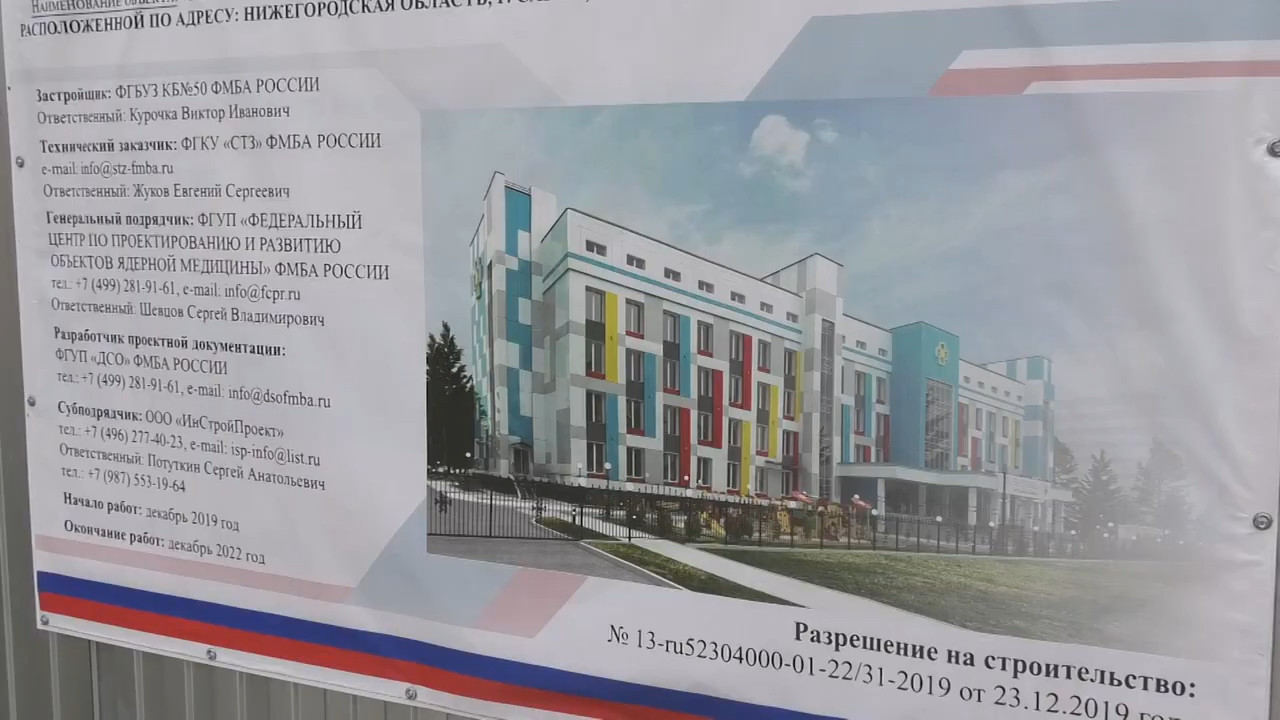 РАСПОЛОЖЕННОЙ ПО АДРЕСУ: НИЖЕГОРОДСКАЯ ОБЛАСТЬ,
Застройщик: ФГБУЗ КБ№50 ФМБА РОССИИ
Ответственный: Курочка Виктор Иванович
Технический заказчик: ФГКУ «СТЗ» ФМБА РОССИИ
e-mail: info@stz-fmba.ru
Ответственный: Жуков Евгений Сергеевич
Генеральный подрядчик: ФГУП «ФЕДЕРАЛЬНЫЙ
ЦЕНТР ПО ПРОЕКТИРОВАНИЮ И РАЗВИТИЮ
ОБЪЕКТОВ ЯДЕРНОЙ МЕДИЦИНЫ» ФМБА РОССИИ
тел.: +7 (499) 281-91-61, e-mail: info@fcpr.ru
Ответственный: Шевцов Сергей Владимирович
Разработчик проектной документации:
ФГУП «ДСО» ФМБА РОССИИ
тел.: +7 (499) 281-91-61, e-mail: info@dsofmba.ru
Субподрядчик: ООО «ИнСтройПроект»
тел.: +7 (496) 277-40-23, e-mail: isp-info@list.ru
Ответственный: Потуткин Сергей Анатольевич
тел.: +7 (987) 553-19-64
Начало работ: декабрь 2019 год
Окончание работ: декабрь 2022 год
Разрешение на строительство:
№ 13-ru52304000-01-22/31-2019 от 23.12.2019 год